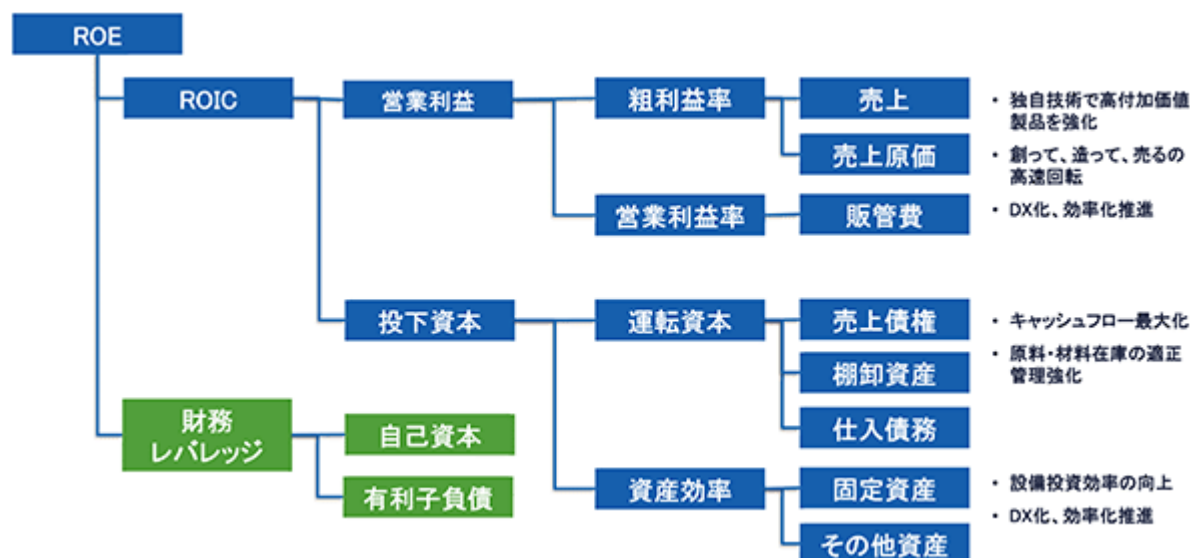 ROE
ROIC
営業利益
粗利益率
売上
・ 独自技術で高付加価値
製品を強化
売上原価
・ 創って、造って、売るの
高速回転
営業利益率
販管費
・ DX化、効率化推進
投下資本
運転資本
売上債権
・ キャッシュフロー最大化
棚卸資産
・ 原料・材料在庫の適正
管理強化
仕入債務
財務
レバレッジ
自己資本
有利子負債
資産効率
固定資産
・ 設備投資効率の向上
その他資産
・ DX化、効率化推進